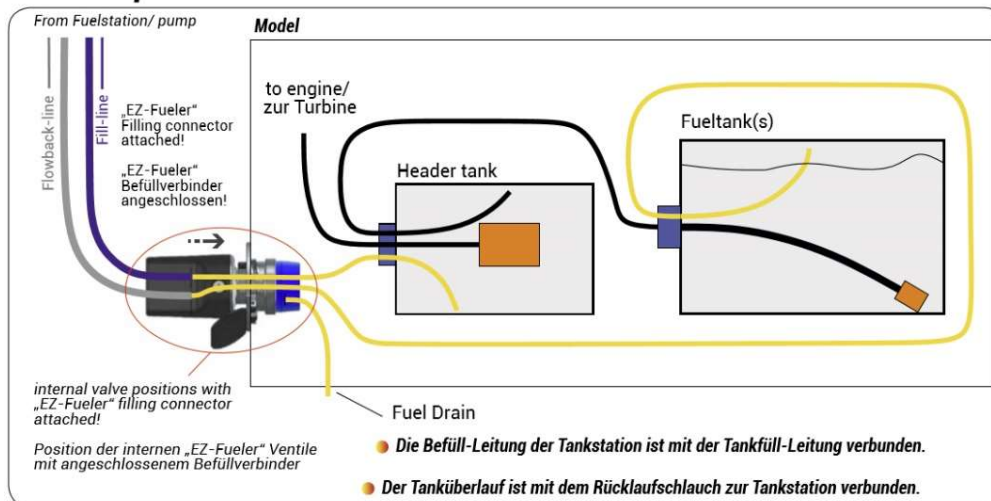 From Fuelstation/ pump
Model
Flowback-line
Fill-line
„EZ-Fueler“
Filling connector
attached!
„EZ-Fueler“
Befüllverbinder
angeschlossen!
to engine/
zur Turbine
Header tank
Fueltank(s)
internal valve positions with
„EZ-Fueler“ filling connector
attached!
Position der internen „EZ-Fueler“ Ventile
mit angeschlossenem Befüllverbinder
Fuel Drain
Die Befüll-Leitung der Tankstation ist mit der Tankfüll-Leitung verbunden.
Der Tanküberlauf ist mit dem Rücklaufschlauch zur Tankstation verbunden.